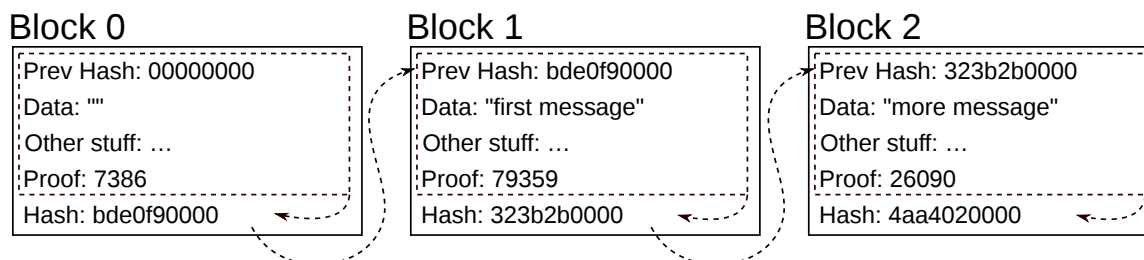 Block 0
Prev Hash: 00000000
Data: ""
Other stuff: …
Proof: 7386
Hash: bde0f90000
Block 1
Prev Hash: bde0f90000
Data: "first message"
Other stuff: …
Proof: 79359
Hash: 323b2b0000
Block 2
Prev Hash: 323b2b0000
Data: "more message"
Other stuff: …
Proof: 26090
Hash: 4aa4020000